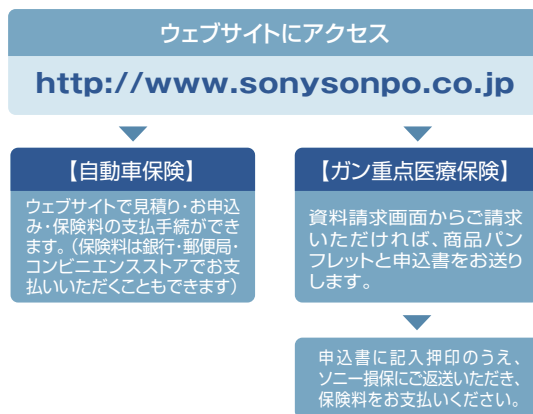 ウェブサイトにアクセス
http://www.sonysonpo.co.jp
【自動車保険】
ウェブサイトで見積り・お申込
み・保険料の支払手続ができ
ます。（保険料は銀行・郵便局・
コンビニエンスストアでお支
払いいただくこともできます）
【ガン重点医療保険】
資料請求画面からご請求
いただければ、商品パン
フレットと申込書をお送り
します。
申込書に記入押印のうえ、
ソニー損保にご返送いただき、
保険料をお支払いください。